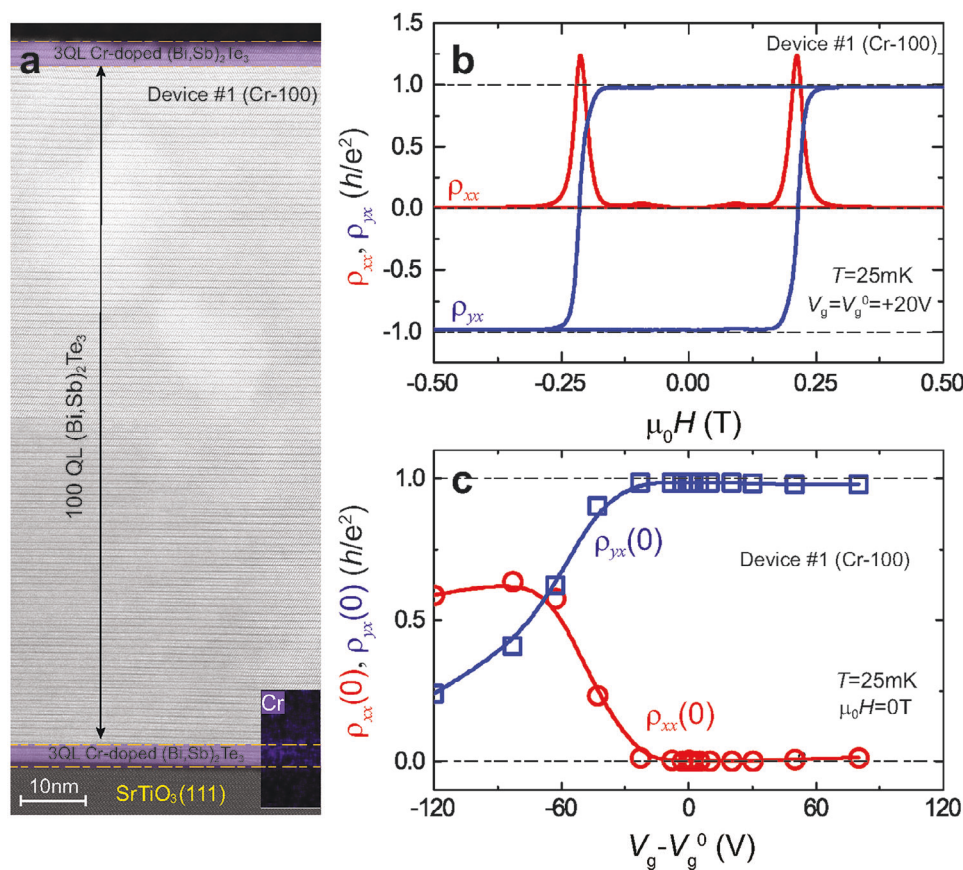 a
3QL Cr-doped (Bi,Sb)₂Te₃
Device #1 (Cr-100)
100 QL (Bi,Sb)₂Te₃
Cr
3QL Cr-doped (Bi,Sb)₂Te₃
10nm
SrTiO₃(111)
b
Device #1 (Cr-100)
ρxx, ρyx (h/e²)
1.5
1.0
0.5
0.0
-0.5
-1.0
ρxx
ρyx
T=25mK
Vg=Vg⁰=+20V
-0.50
-0.25
0.00
0.25
0.50
μ₀H (T)
c
ρxx(0), ρyx(0) (h/e²)
1.0
0.5
0.0
ρyx(0)
Device #1 (Cr-100)
ρxx(0)
T=25mK
μ₀H=0T
-120
-60
0
60
120
Vg-Vg⁰ (V)